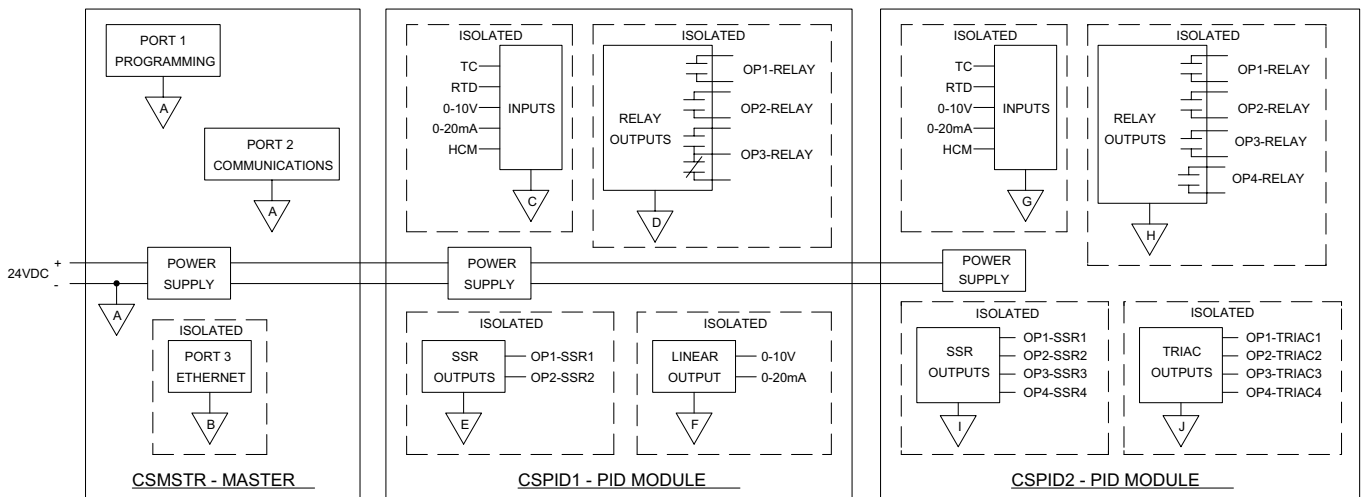 PORT 1
PROGRAMMING
A
PORT 2
COMMUNICATIONS
A
24VDC
+
-
POWER
SUPPLY
A
ISOLATED
PORT 3
ETHERNET
B
CSMSTR - MASTER
ISOLATED
TC
RTD
0-10V
0-20mA
HCM
INPUTS
C
ISOLATED
RELAY
OUTPUTS
OP1-RELAY
OP2-RELAY
OP3-RELAY
D
POWER
SUPPLY
ISOLATED
SSR
OUTPUTS
OP1-SSR1
OP2-SSR2
E
ISOLATED
LINEAR
OUTPUT
0-10V
0-20mA
F
CSPID1 - PID MODULE
ISOLATED
TC
RTD
0-10V
0-20mA
HCM
INPUTS
G
ISOLATED
RELAY
OUTPUTS
OP1-RELAY
OP2-RELAY
OP3-RELAY
OP4-RELAY
H
POWER
SUPPLY
ISOLATED
SSR
OUTPUTS
OP1-SSR1
OP2-SSR2
OP3-SSR3
OP4-SSR4
I
ISOLATED
TRIAC
OUTPUTS
OP1-TRIAC1
OP2-TRIAC2
OP3-TRIAC3
OP4-TRIAC4
J
CSPID2 - PID MODULE